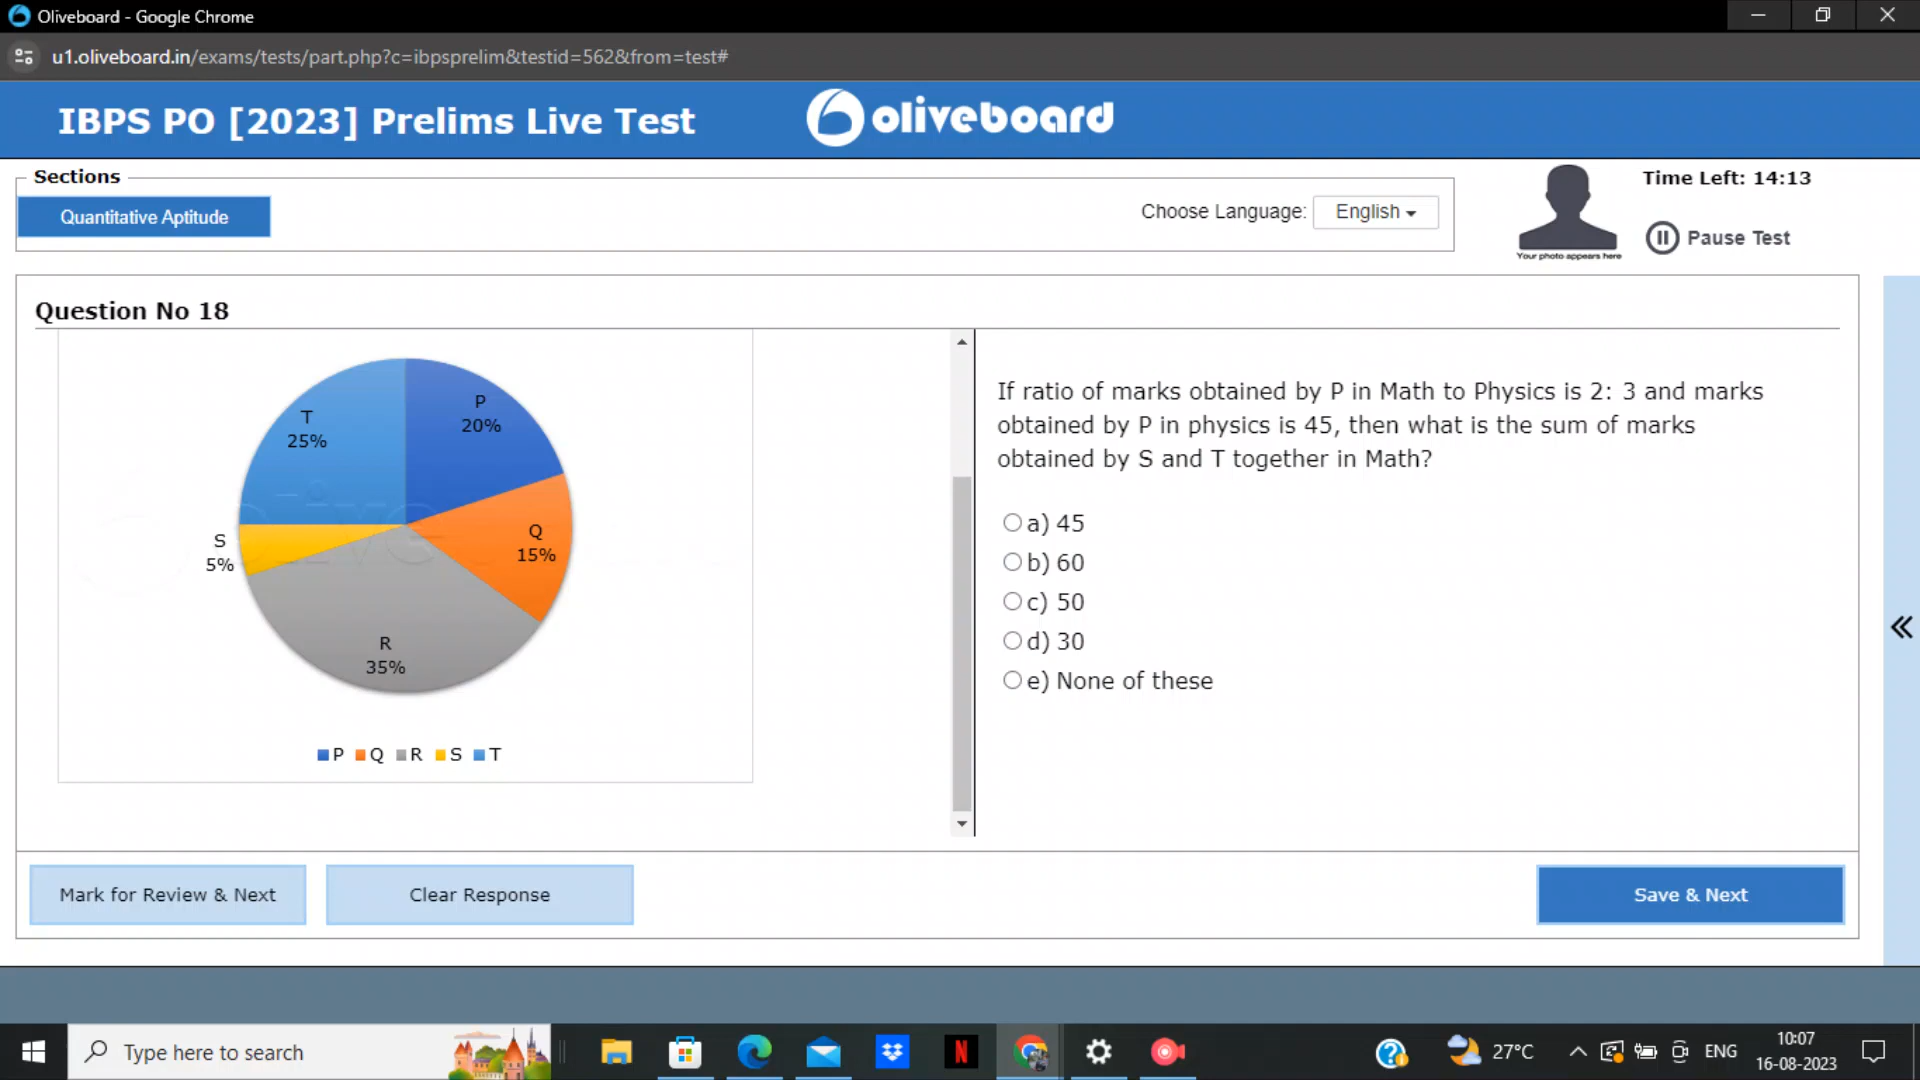 Oliveboard - Google Chrome
u1.oliveboard.in/exams/tests/part.php?c=ibpsprelim&testid=562&from=test#
IBPS PO [2023] Prelims Live Test
oliveboard
Sections
Quantitative Aptitude
Choose Language: English
Your photo appears here
Time Left: 14:13
Pause Test
Question No 18
T
25%
P
20%
S
5%
Q
15%
R
35%
P Q R S T
If ratio of marks obtained by P in Math to Physics is 2: 3 and marks
obtained by P in physics is 45, then what is the sum of marks
obtained by S and T together in Math?
a) 45
b) 60
c) 50
d) 30
e) None of these
Mark for Review & Next
Clear Response
Save & Next
Type here to search
27°C
ENG
10:07
16-08-2023